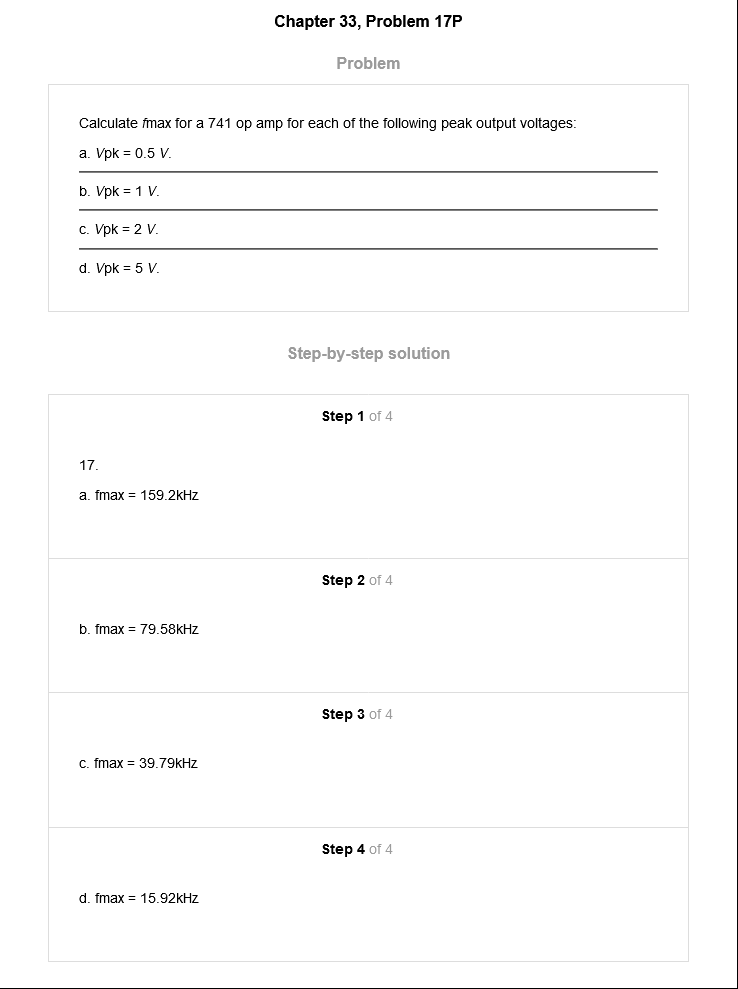 Chapter 33, Problem 17P
Problem
Calculate fmax for a 741 op amp for each of the following peak output voltages:
a. Vpk = 0.5 V.
b. Vpk = 1 V.
c. Vpk = 2 V.
d. Vpk = 5 V.
Step-by-step solution
Step 1 of 4
17.
a. fmax = 159.2kHz
Step 2 of 4
b. fmax = 79.58kHz
Step 3 of 4
c. fmax = 39.79kHz
Step 4 of 4
d. fmax = 15.92kHz